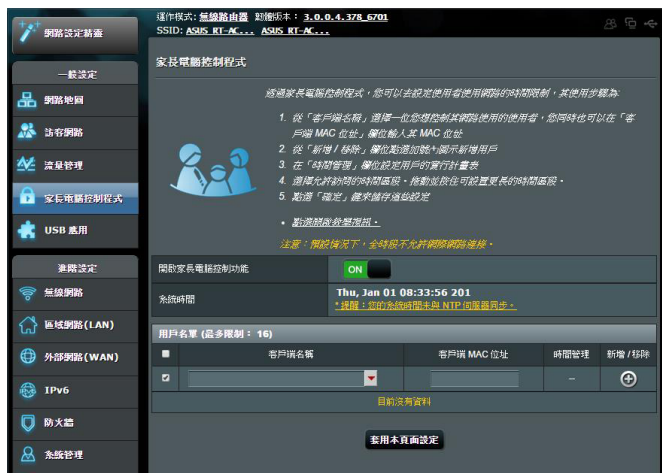 網路設定精靈
運作模式: 無線路由器 韌體版本: 3.0.0.4.378_6701
SSID: ASUS RT-AC... ASUS RT-AC...
一般設定
網路地圖
訪客網路
流量管理
家長電腦控制程式
USB 應用
進階設定
無線網路
區域網路(LAN)
外部網路(WAN)
IPv6
防火牆
系統管理
家長電腦控制程式
透過家長電腦控制程式，您可以去設定使用者使用網路的時間限制，其使用步驟為:
1. 從「客戶端名稱」選擇一位您想控制其網路使用的使用者，您同時也可以在「客
戶端 MAC 位址」欄位輸入其 MAC 位址
2. 從「新增 / 移除」欄位點選加號(+)圖示新增用戶
3. 在「時間管理」欄位設定用戶的實行計畫表
4. 選擇允許訪問的時間區段。拖動並按住可設置更長的時間區段。
5. 點選「確定」鍵來儲存這些設定
• 點選開啟教學視訊。
注意：預設情況下，全時段不允許網際網路連接。
開啟家長電腦控制功能
ON
系統時間
Thu, Jan 01 08:33:56 201
* 提醒：您的系統時間未與 NTP 伺服器同步。
用戶名單 (最多限制： 16)
客戶端名稱 客戶端 MAC 位址 時間管理 新增 / 移除
–
目前沒有資料
套用本頁面設定